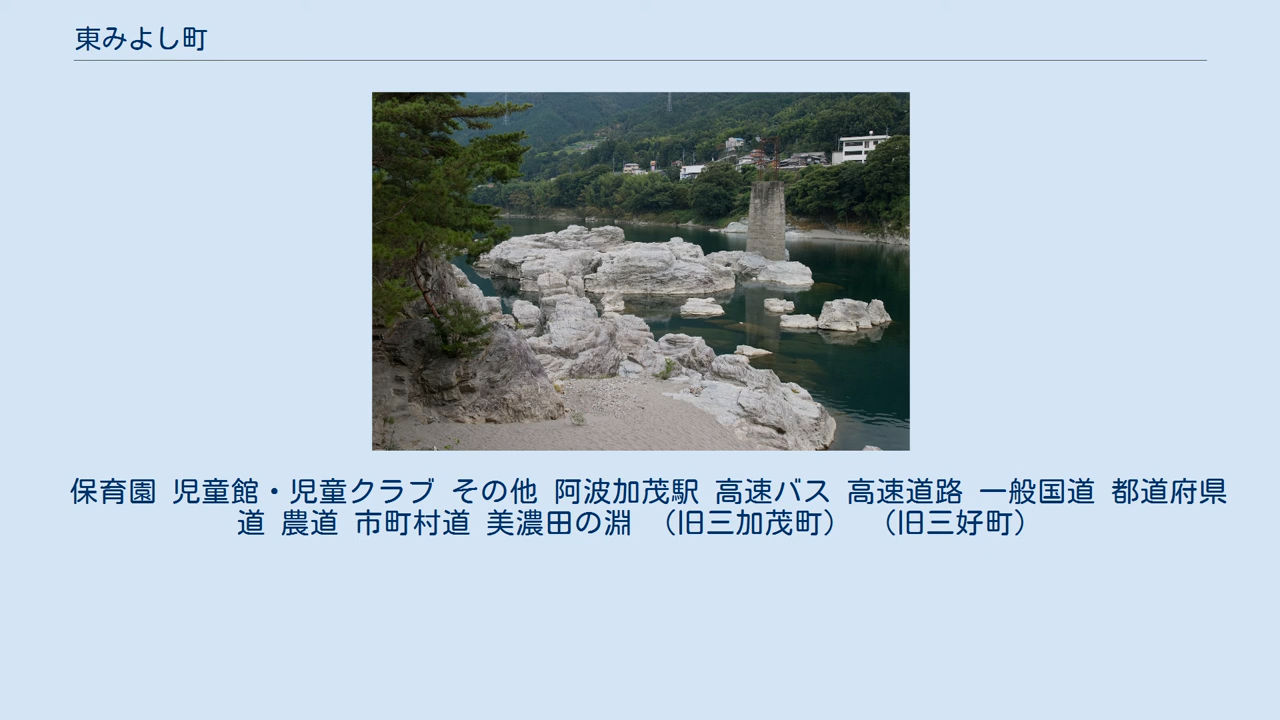 東みよし町
保育園 児童館・児童クラブ その他 阿波加茂駅 高速バス 高速道路 一般国道 都道府県
道 農道 市町村道 美濃田の淵 （旧三加茂町） （旧三好町）